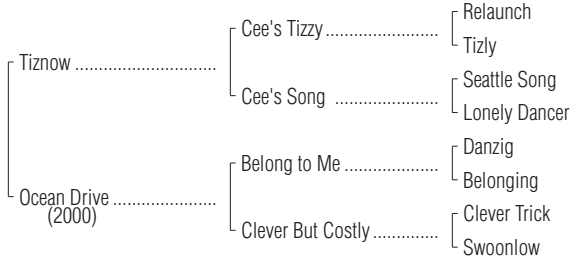 Relaunch
Cee's Tizzy
Tizly
Tiznow
Seattle Song
Cee's Song
Lonely Dancer
Danzig
Belong to Me
Belonging
Ocean Drive
(2000)
Clever Trick
Clever But Costly
Swoonlow